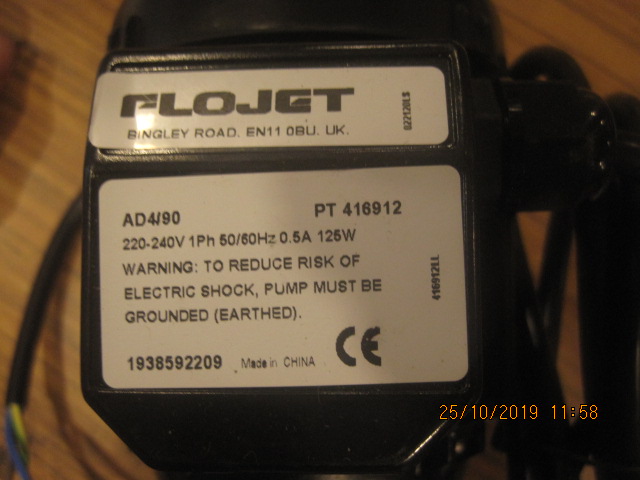 FLOJET
BINGLEY ROAD. EN11 0BU. UK.
022120LS
AD4/90 PT 416912
220-240V 1Ph 50/60Hz 0.5A 125W
WARNING: TO REDUCE RISK OF
ELECTRIC SHOCK, PUMP MUST BE
GROUNDED (EARTHED).
416912LL
1938592209 Made in CHINA CE
25/10/2019 11:58